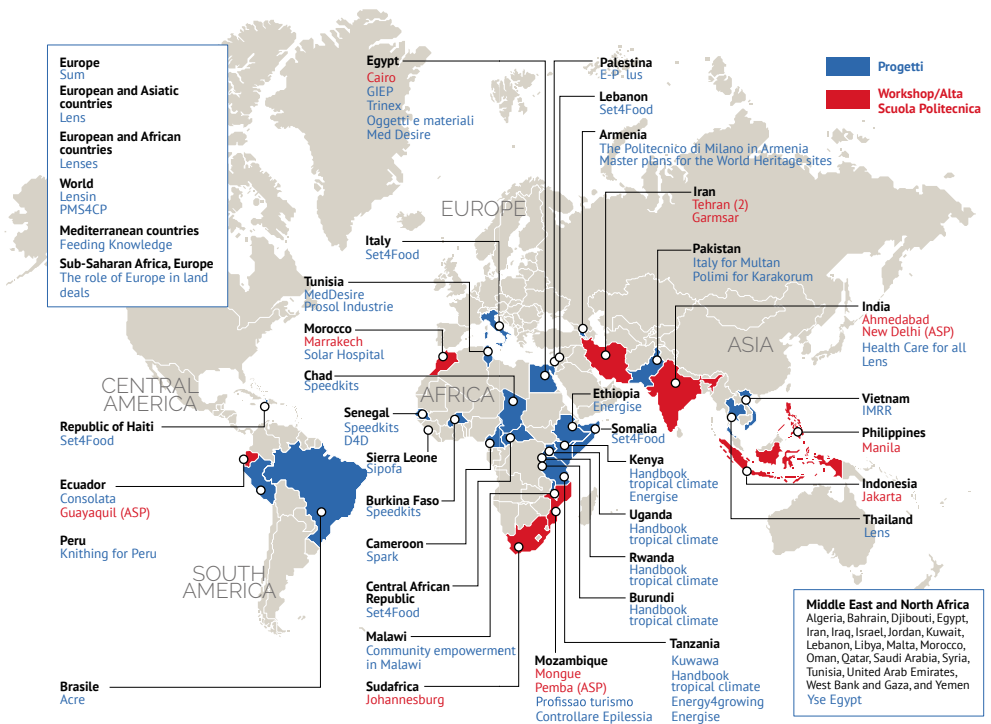 Europe
Sum
European and Asiatic
countries
Lens
European and African
countries
Lenses
World
Lensin
PMS4CP
Mediterranean countries
Feeding Knowledge
Sub-Saharan Africa, Europe
The role of Europe in land
deals
Egypt
Cairo
GIEP
Trinex
Oggetti e materiali
Med Desire
Palestina
E-P lus
Lebanon
Set4Food
Armenia
The Politecnico di Milano in Armenia
Master plans for the World Heritage sites
Progetti
Workshop/Alta
Scuola Politecnica
Iran
Tehran (2)
Garmsar
EUROPE
Italy
Set4Food
Pakistan
Italy for Multan
Polimi for Karakorum
Tunisia
MedDesire
Prosol Industrie
Morocco
Marrakech
Solar Hospital
India
Ahmedabad
New Delhi (ASP)
Health Care for all
Lens
ASIA
Chad
Speedkits
AFRICA
CENTRAL
AMERICA
Ethiopia
Energise
Vietnam
IMRR
Senegal
Speedkits
D4D
Republic of Haiti
Set4Food
Somalia
Set4Food
Philippines
Manila
Sierra Leone
Sipofa
Kenya
Handbook
tropical climate
Energise
Ecuador
Consolata
Guayaquil (ASP)
Indonesia
Jakarta
Burkina Faso
Speedkits
Uganda
Handbook
tropical climate
Thailand
Lens
Peru
Knithing for Peru
Cameroon
Spark
Rwanda
Handbook
tropical climate
SOUTH
AMERICA
Central African
Republic
Set4Food
Burundi
Handbook
tropical climate
Malawi
Community empowerment
in Malawi
Tanzania
Kuwawa
Handbook
tropical climate
Energy4growing
Energise
Mozambique
Mongue
Pemba (ASP)
Profissao turismo
Controllare Epilessia
Brasile
Acre
Sudafrica
Johannesburg
Middle East and North Africa
Algeria, Bahrain, Djibouti, Egypt,
Iran, Iraq, Israel, Jordan, Kuwait,
Lebanon, Libya, Malta, Morocco,
Oman, Qatar, Saudi Arabia, Syria,
Tunisia, United Arab Emirates,
West Bank and Gaza, and Yemen
Yse Egypt